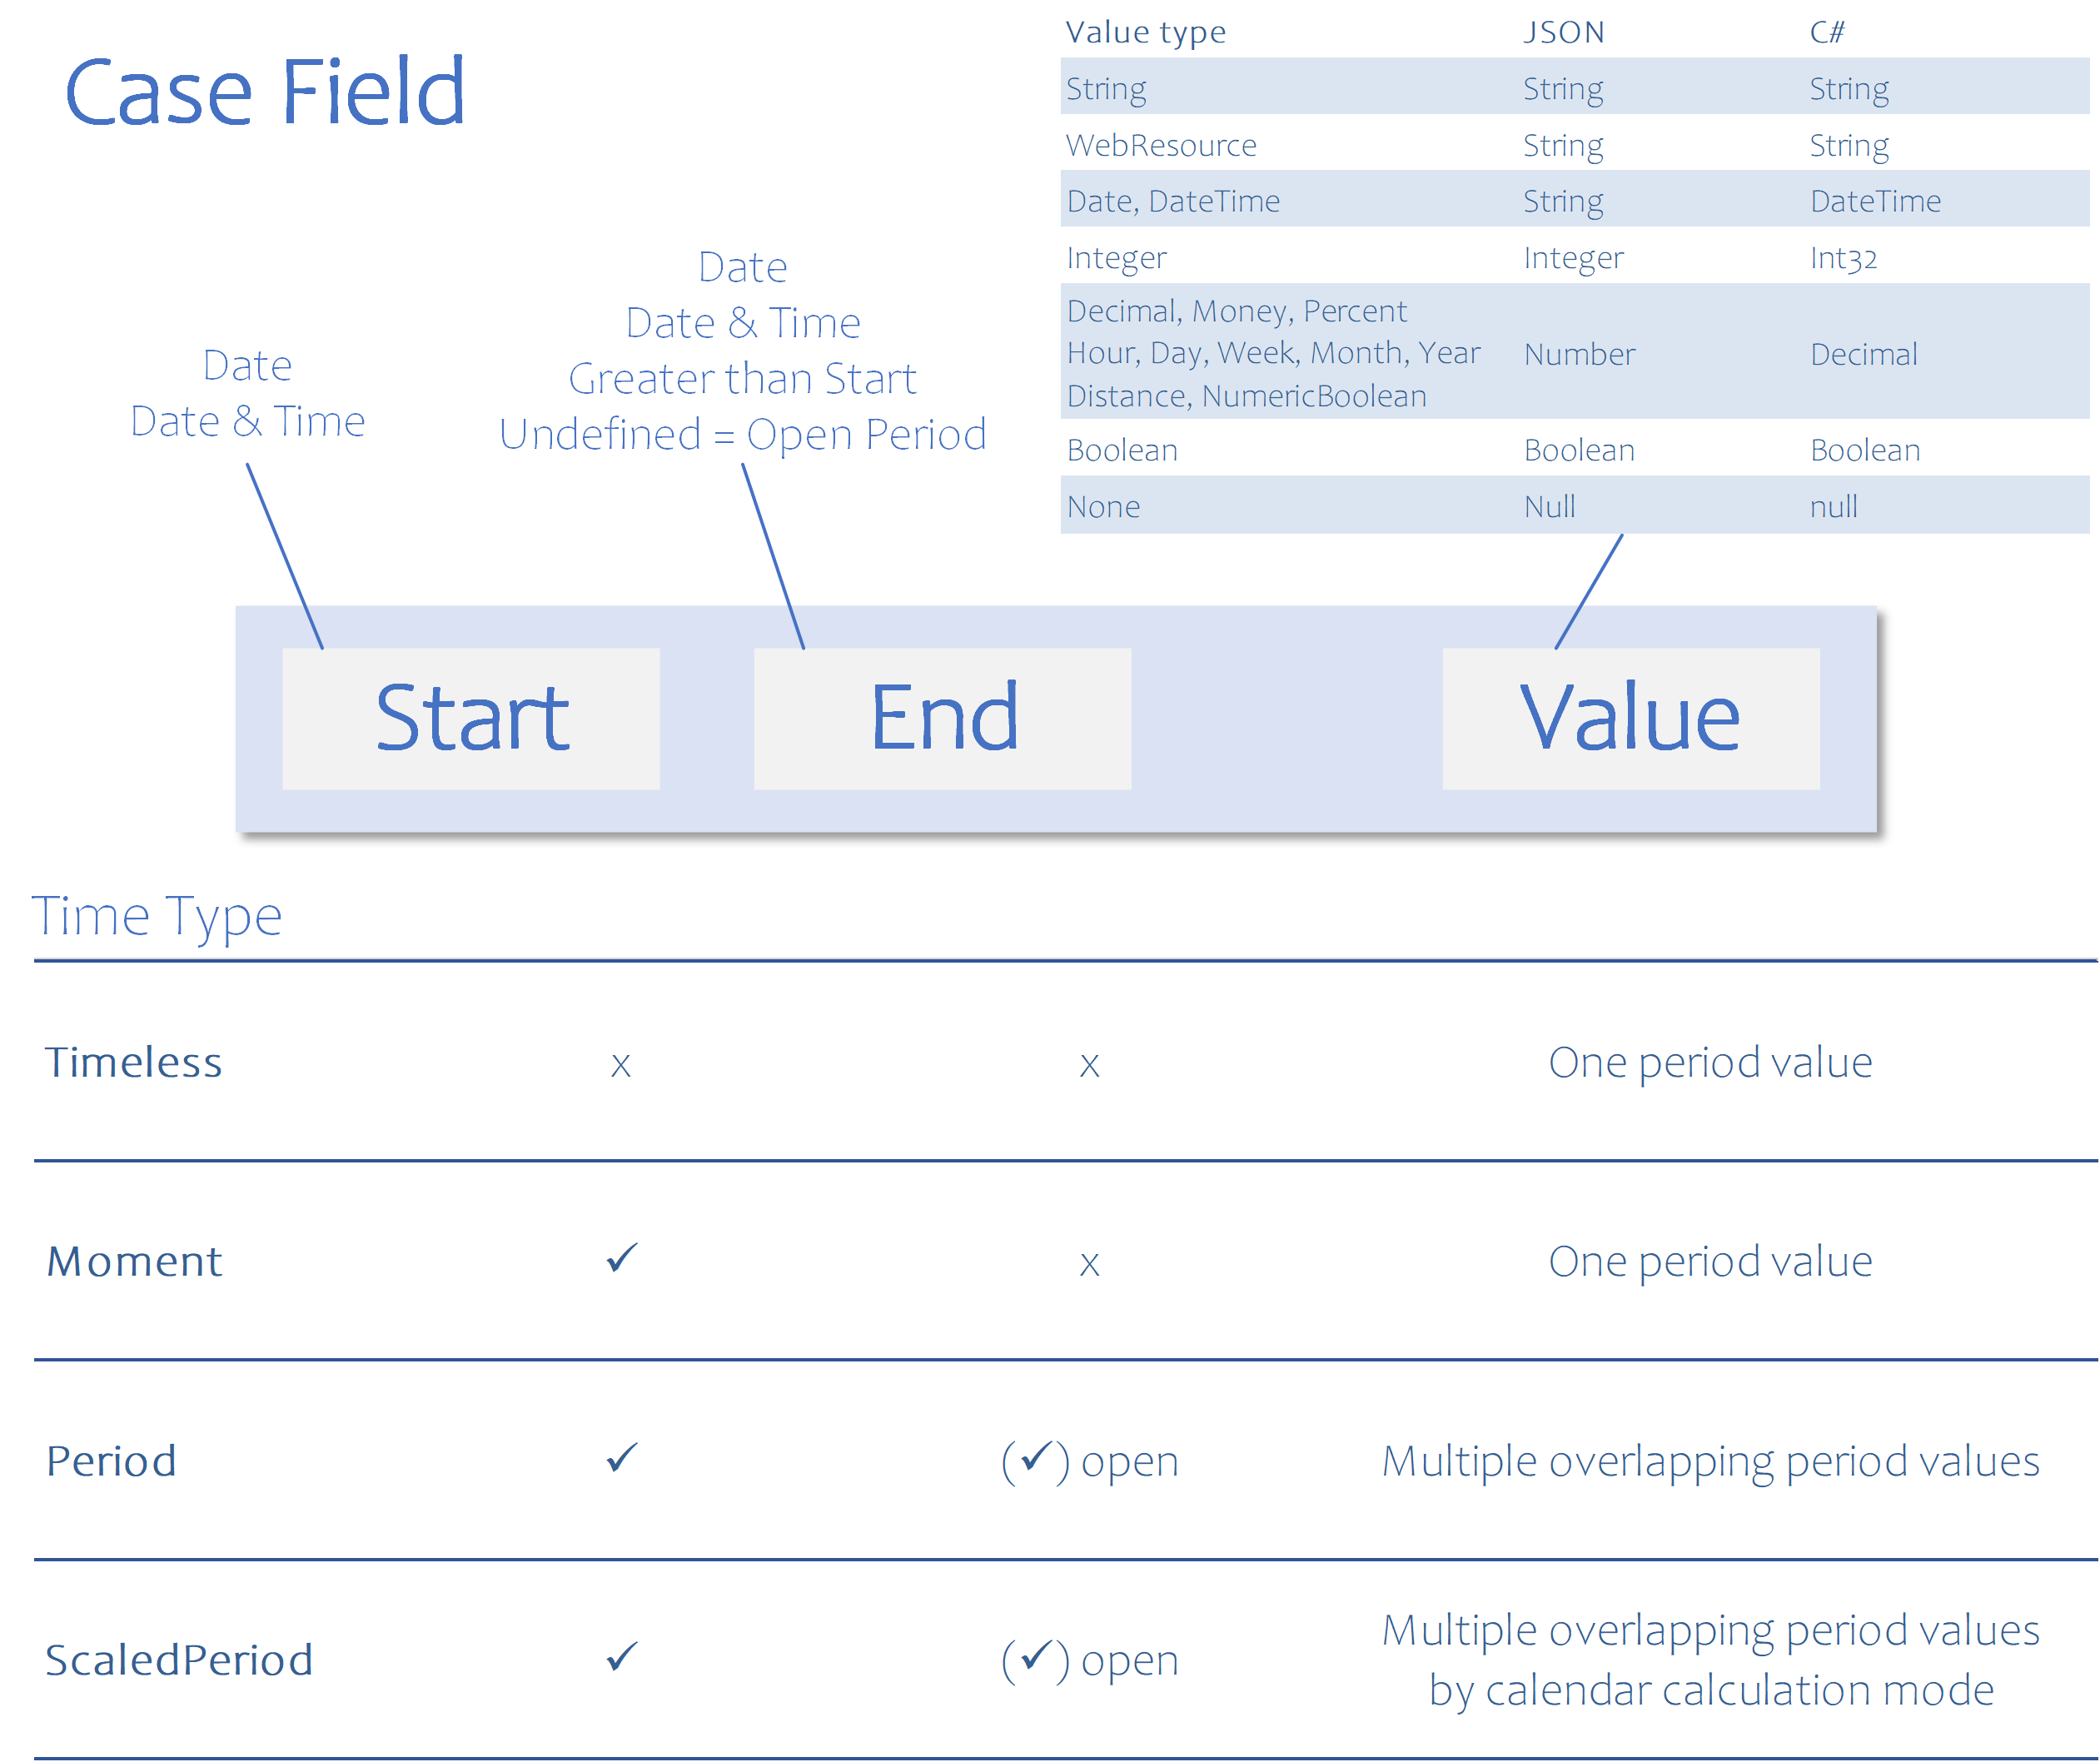 Case Field
Value type JSON C#
String String String
WebResource String String
Date, DateTime String DateTime
Integer Integer Int32
Decimal, Money, Percent
Hour, Day, Week, Month, Year Number Decimal
Distance, NumericBoolean
Boolean Boolean Boolean
None Null null
Date
Date & Time
Date
Date & Time
Greater than Start
Undefined = Open Period
Start End Value
Time Type
Timeless x x One period value
Moment ✓ x One period value
Period ✓ (✓) open Multiple overlapping period values
ScaledPeriod ✓ (✓) open Multiple overlapping period values
by calendar calculation mode